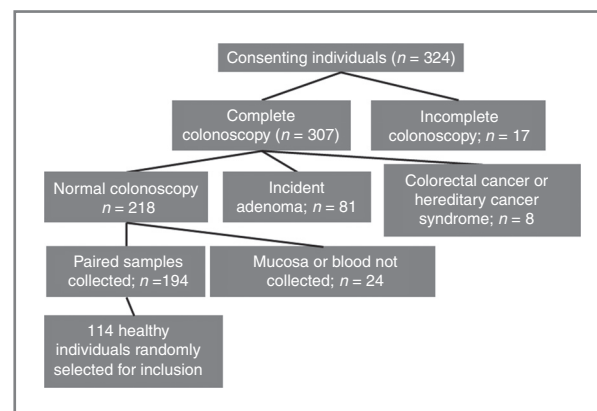 Consenting individuals (n = 324)
Complete
colonoscopy (n = 307)
Incomplete
colonoscopy; n = 17
Normal colonoscopy
n = 218
Incident
adenoma; n = 81
Colorectal cancer or
hereditary cancer
syndrome; n = 8
Paired samples
collected; n =194
Mucosa or blood not
collected; n = 24
114 healthy
individuals randomly
selected for inclusion